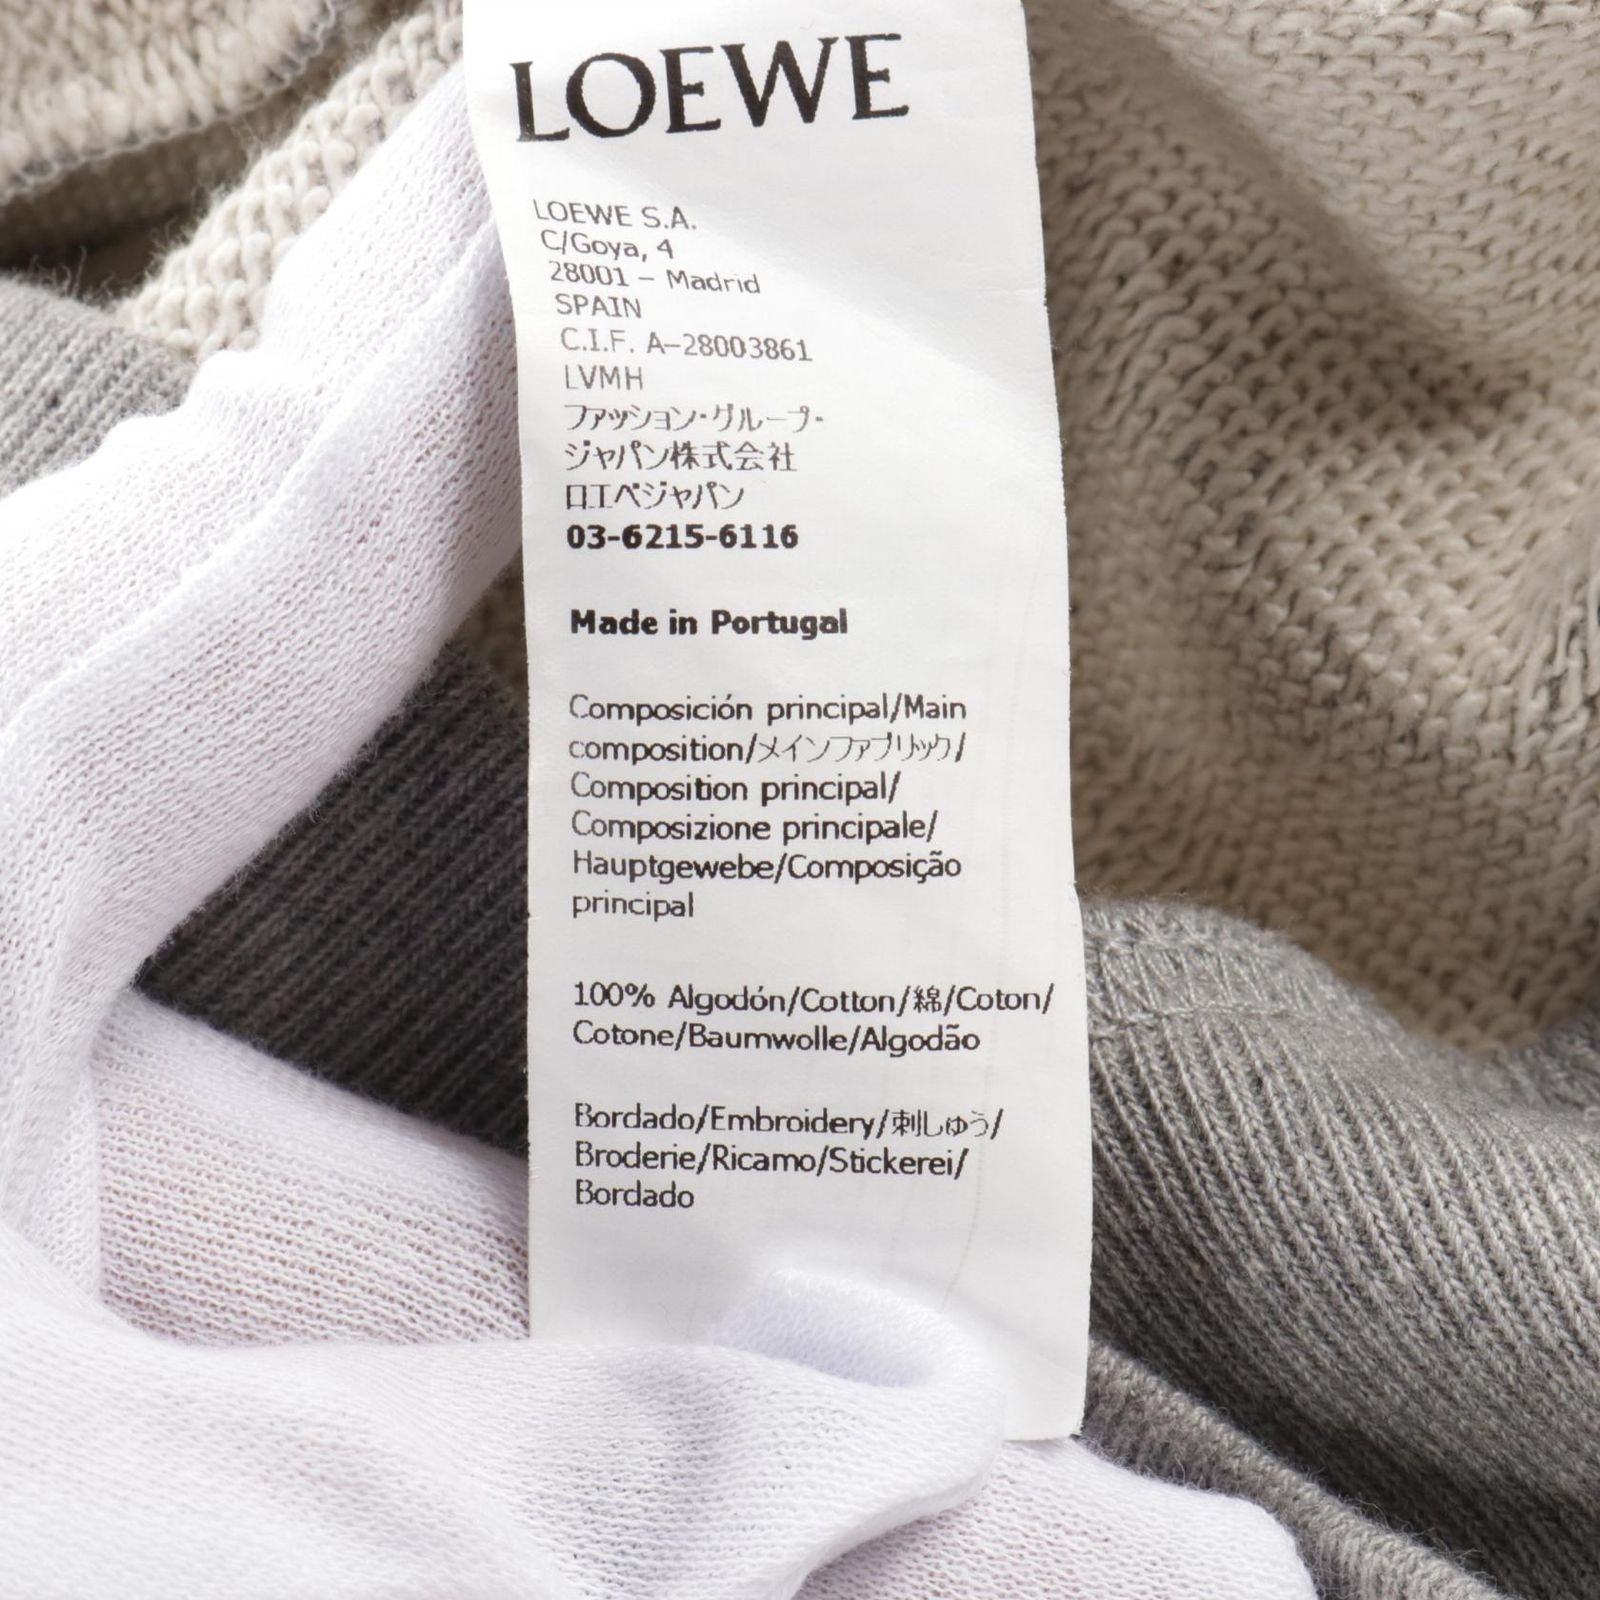 LOEWE
LOEWE S.A.
C/Goya, 4
28001 – Madrid
SPAIN
C.I.F. A–28003861
LVMH
ファッション・グループ・
ジャパン株式会社
ロエベジャパン
03-6215-6116
Made in Portugal
Composición principal/Main
composition/メインファブリック/
Composition principal/
Composizione principale/
Hauptgewebe/Composição
principal
100% Algodón/Cotton/綿/Coton/
Cotone/Baumwolle/Algodão
Bordado/Embroidery/刺しゅう/
Broderie/Ricamo/Stickerei/
Bordado